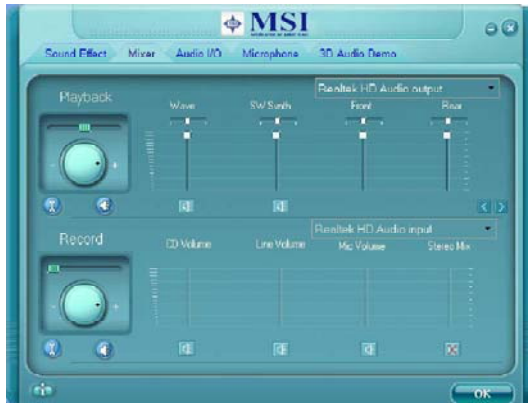 MSI
Sound Effect Mixer Audio I/O Microphone 3D Audio Demo
Realtek HD Audio output
Playback
Wave SW Synth Front Rear
Realtek HD Audio input
Record
CD Volume Line Volume Mic Volume Stereo Mix
OK